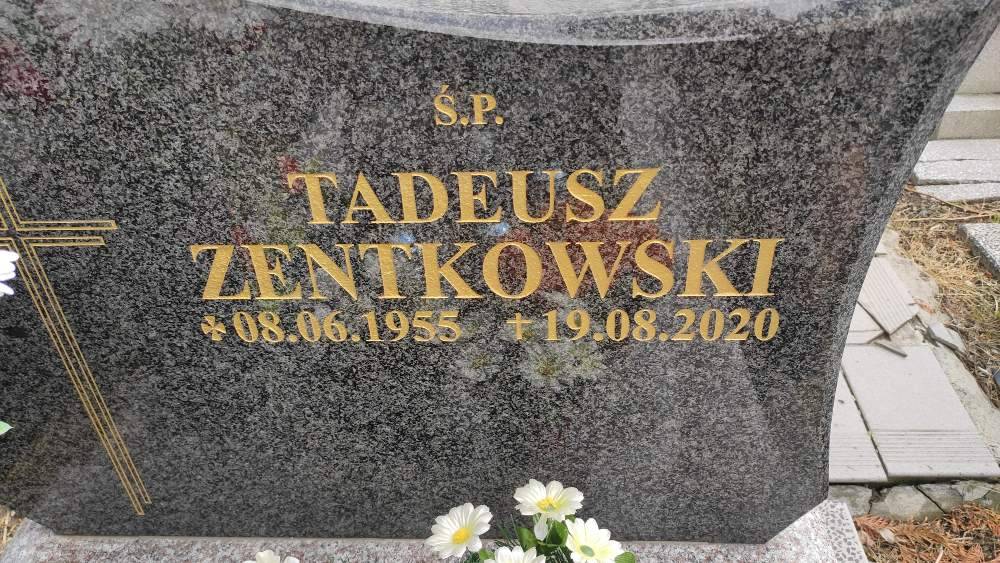 Ś.P.
TADEUSZ
ZENTKOWSKI
✲08.06.1955 †19.08.2020